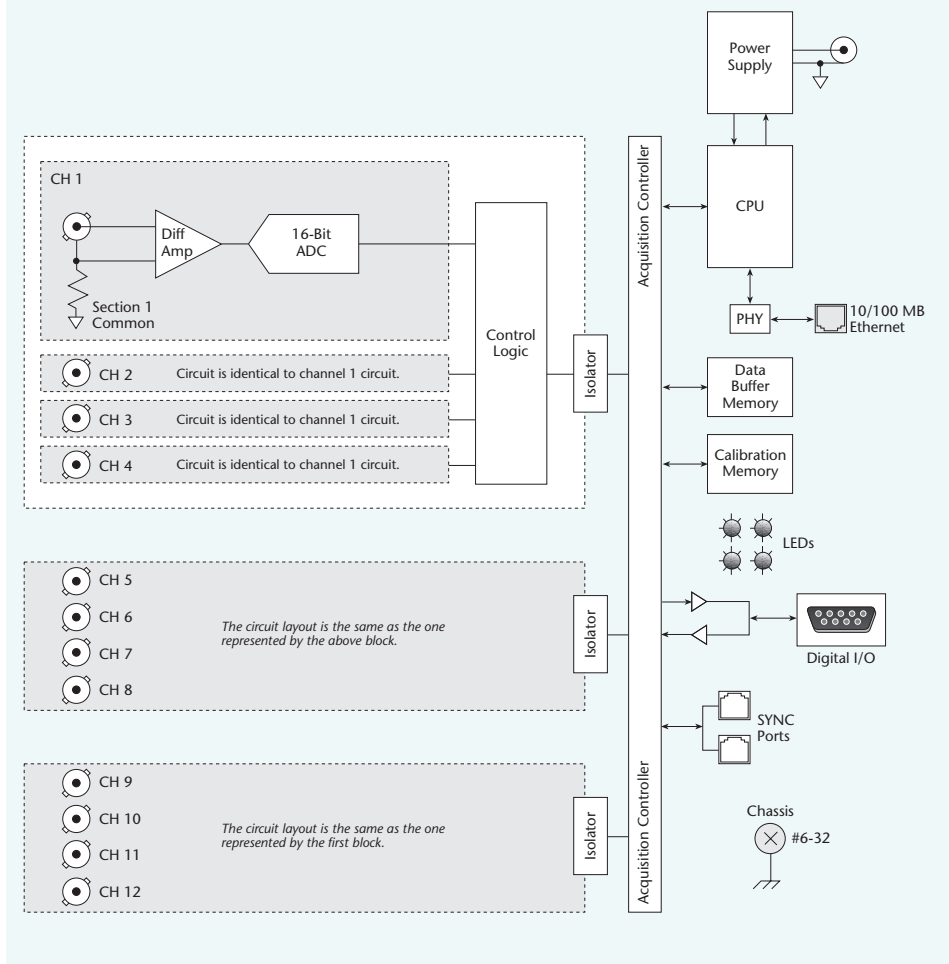 Power
Supply
CH 1
Diff
Amp
16-Bit
ADC
Section 1
Common
CH 2
Circuit is identical to channel 1 circuit.
CH 3
Circuit is identical to channel 1 circuit.
CH 4
Circuit is identical to channel 1 circuit.
Control
Logic
Isolator
Acquisition Controller
CPU
PHY
10/100 MB
Ethernet
Data
Buffer
Memory
Calibration
Memory
LEDs
CH 5
CH 6
CH 7
CH 8
The circuit layout is the same as the one
represented by the above block.
Isolator
Digital I/O
SYNC
Ports
CH 9
CH 10
CH 11
CH 12
The circuit layout is the same as the one
represented by the first block.
Isolator
Acquisition Controller
Chassis
#6-32